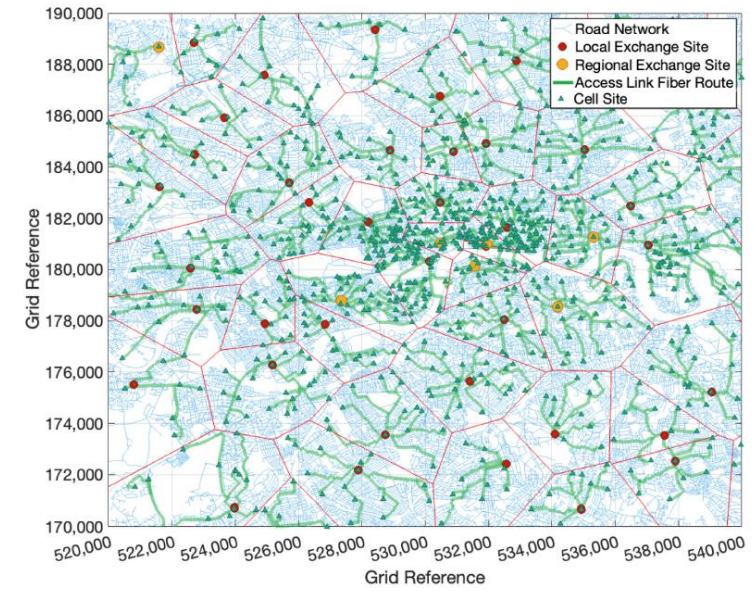 190,000
188,000
186,000
184,000
182,000
180,000
178,000
176,000
174,000
172,000
170,000
Grid Reference
Road Network
Local Exchange Site
Regional Exchange Site
Access Link Fiber Route
Cell Site
520,000 522,000 524,000 526,000 528,000 530,000 532,000 534,000 536,000 538,000 540,000
Grid Reference